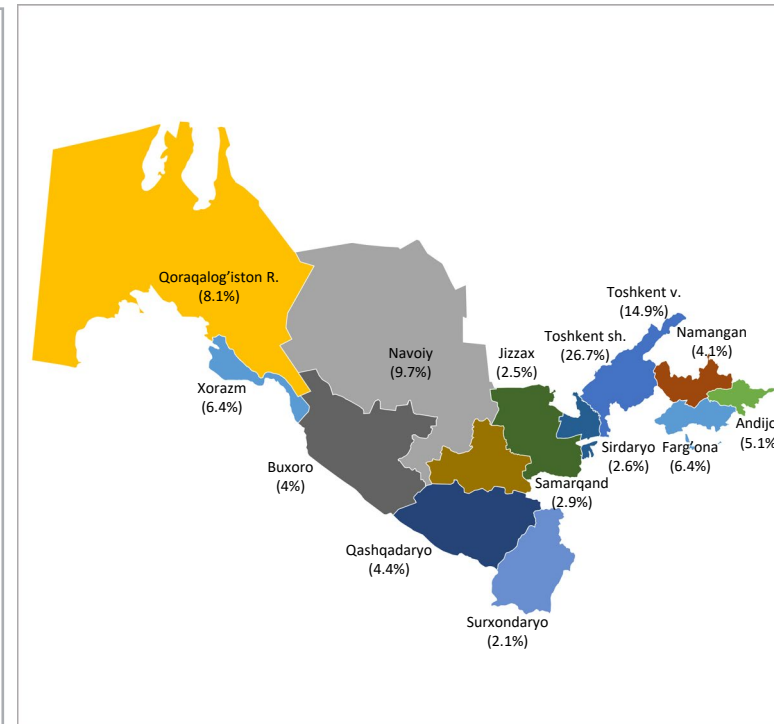 Qoraqalog’iston R.
(8.1%)
Toshkent v.
(14.9%)
Toshkent sh.
(26.7%)
Namangan
(4.1%)
Navoiy
(9.7%)
Jizzax
(2.5%)
Xorazm
(6.4%)
Andijo
(5.1%
Sirdaryo
(2.6%)
Farg‘ona
(6.4%)
Buxoro
(4%)
Samarqand
(2.9%)
Qashqadaryo
(4.4%)
Surxondaryo
(2.1%)